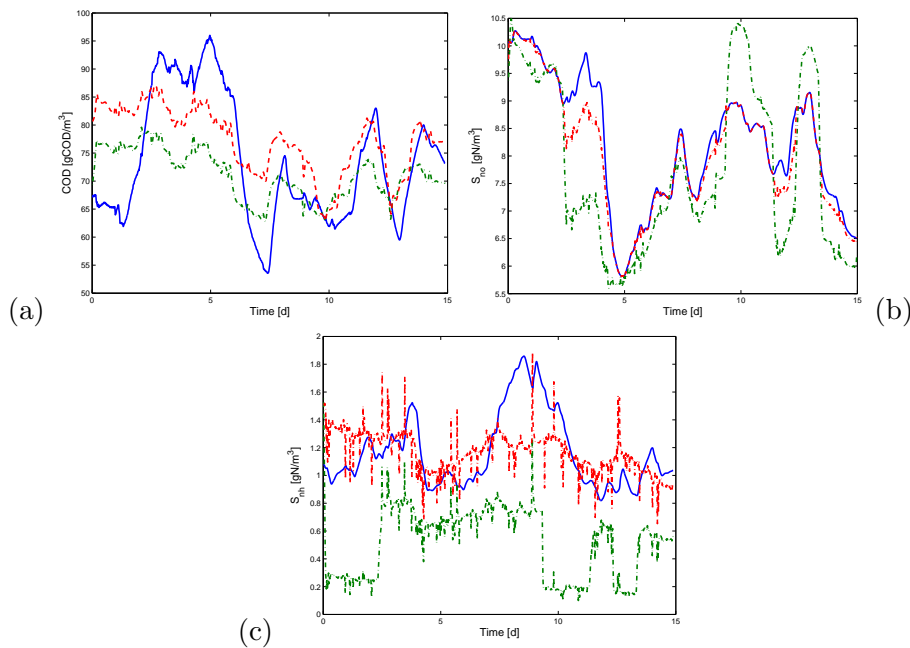 100
95
90
85
80
75
70
65
60
55
50
COD [gCOD/m³]
0 5 10 15
Time [d]
(a)
10.5
10
9.5
9
8.5
8
7.5
7
6.5
6
5.5
S_no [gN/m³]
0 5 10 15
Time [d]
(b)
2
1.8
1.6
1.4
1.2
1
0.8
0.6
0.4
0.2
0
S_nh [gN/m³]
0 5 10 15
Time [d]
(c)